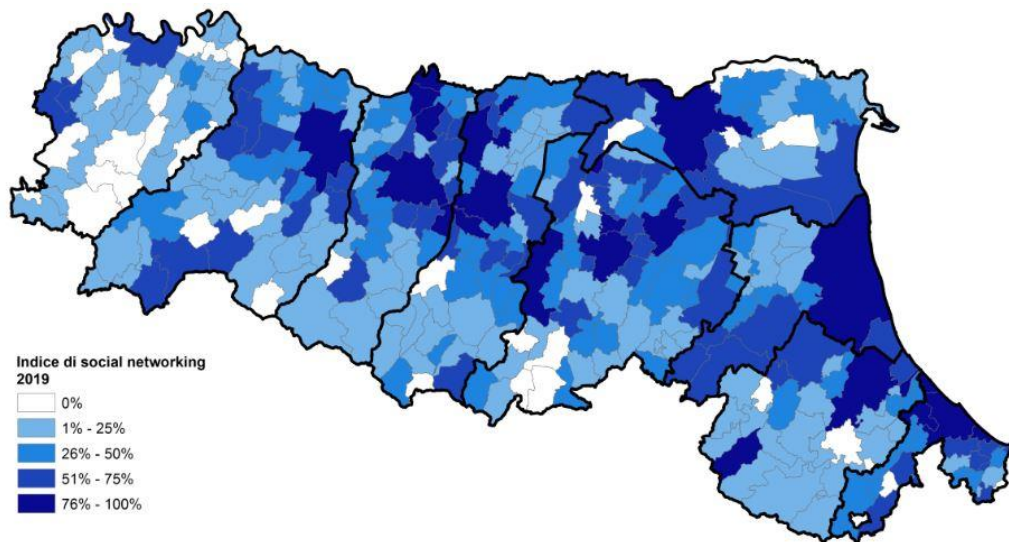 Indice di social networking
2019
0%
1% - 25%
26% - 50%
51% - 75%
76% - 100%